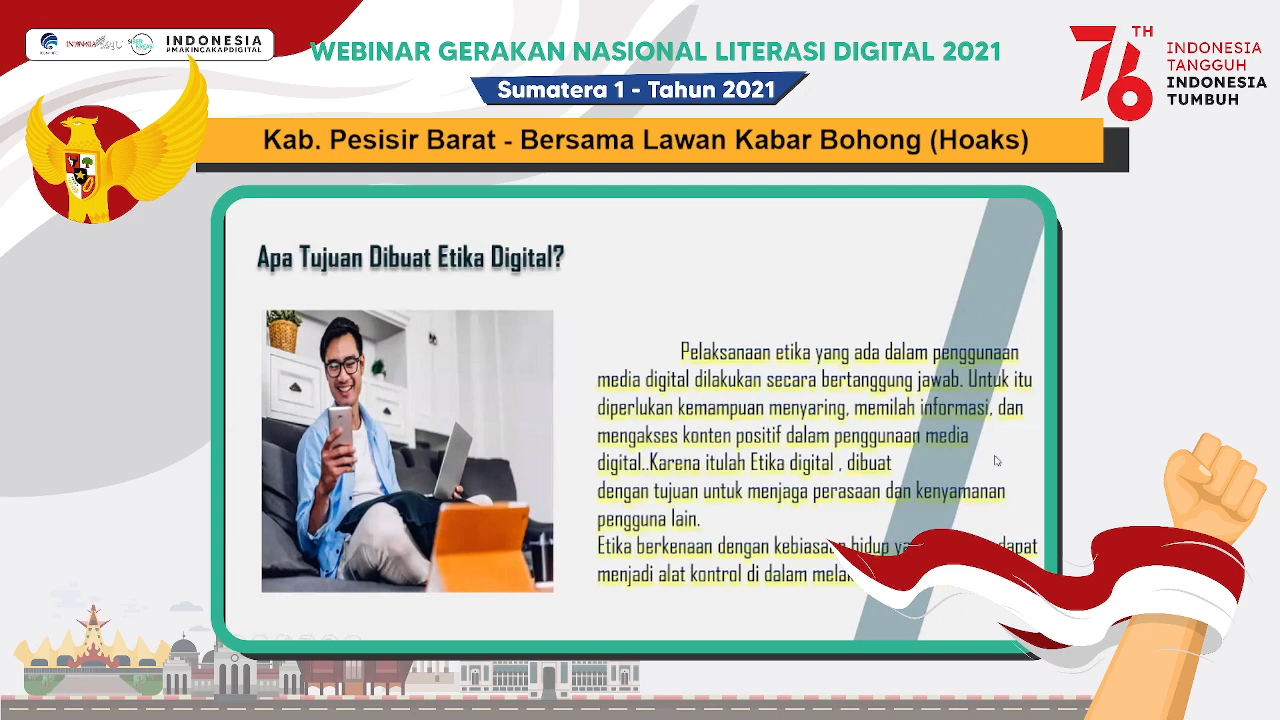 INDONESIA
#MAKINCAKAPDIGITAL
WEBINAR GERAKAN NASIONAL LITERASI DIGITAL 2021
Sumatera 1 - Tahun 2021
76 TH
INDONESIA
TANGGUH
INDONESIA
TUMBUH
Kab. Pesisir Barat - Bersama Lawan Kabar Bohong (Hoaks)
Apa Tujuan Dibuat Etika Digital?
Pelaksanaan etika yang ada dalam penggunaan
media digital dilakukan secara bertanggung jawab. Untuk itu
diperlukan kemampuan menyaring, memilah informasi, dan
mengakses konten positif dalam penggunaan media
digital..Karena itulah Etika digital , dibuat
dengan tujuan untuk menjaga perasaan dan kenyamanan
pengguna lain.
Etika berkenaan dengan kebiasaan hidup dapat
menjadi alat kontrol di dalam